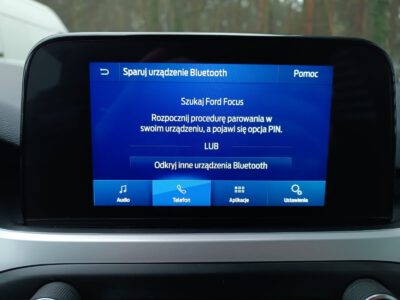 Sparuj urządzenie Bluetooth
Pomoc
Szukaj Ford Focus
Rozpocznij procedurę parowania w
swoim urządzeniu, a pojawi się opcja PIN.
LUB
Odkryj inne urządzenia Bluetooth
Audio
Telefon
Aplikacje
Ustawienia